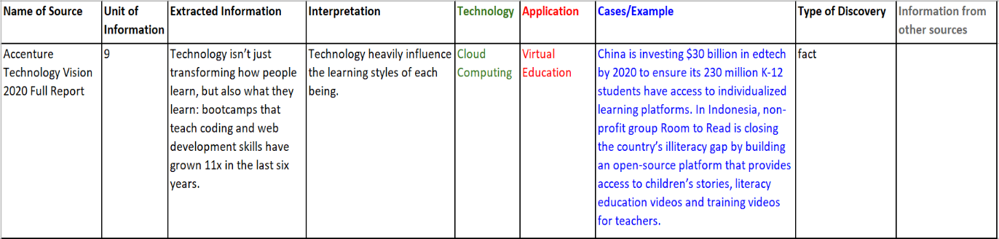 Name of Source
Unit of
Information
Extracted Information
Interpretation
Technology
Application
Cases/Example
Type of Discovery
Information from
other sources
Accenture
Technology Vision
2020 Full Report
9
Technology isn’t just
transforming how people
learn, but also what they
learn: bootcamps that
teach coding and web
development skills have
grown 11x in the last six
years.
Technology heavily influence
the learning styles of each
being.
Cloud
Computing
Virtual
Education
China is investing $30 billion in edtech
by 2020 to ensure its 230 million K-12
students have access to individualized
learning platforms. In Indonesia, non-
profit group Room to Read is closing
the country’s illiteracy gap by building
an open-source platform that provides
access to children’s stories, literacy
education videos and training videos
for teachers.
fact